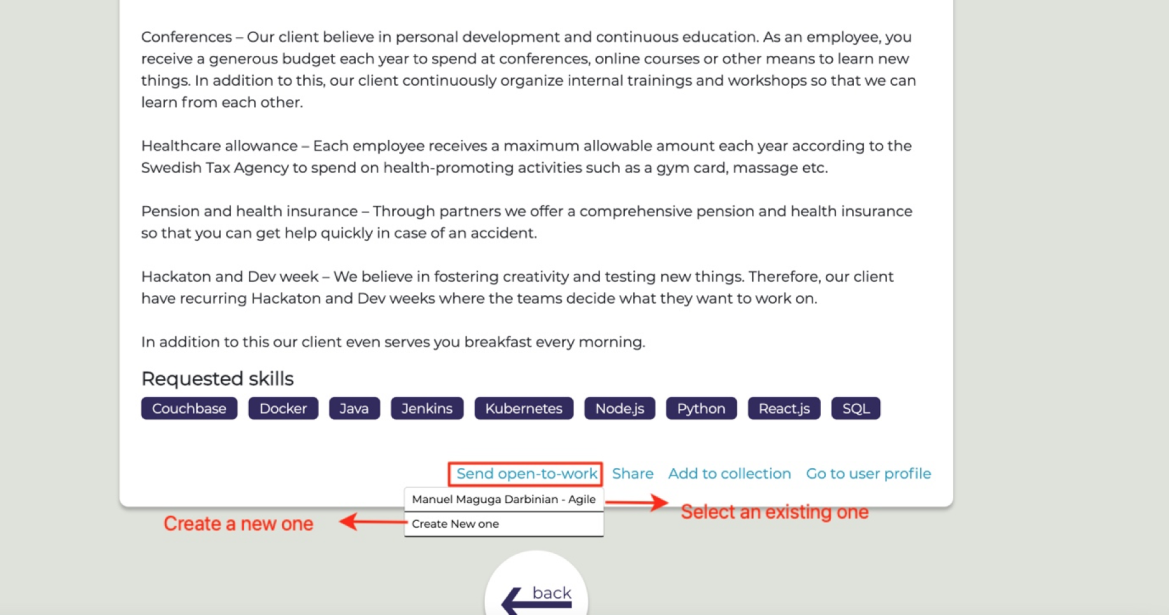 Conferences – Our client believe in personal development and continuous education. As an employee, you
receive a generous budget each year to spend at conferences, online courses or other means to learn new
things. In addition to this, our client continuously organize internal trainings and workshops so that we can
learn from each other.
Healthcare allowance – Each employee receives a maximum allowable amount each year according to the
Swedish Tax Agency to spend on health-promoting activities such as a gym card, massage etc.
Pension and health insurance – Through partners we offer a comprehensive pension and health insurance
so that you can get help quickly in case of an accident.
Hackaton and Dev week – We believe in fostering creativity and testing new things. Therefore, our client
have recurring Hackaton and Dev weeks where the teams decide what they want to work on.
In addition to this our client even serves you breakfast every morning.
Requested skills
Couchbase Docker Java Jenkins Kubernetes Node.js Python React.js SQL
Send open-to-work Share Add to collection Go to user profile
Manuel Maguga Darbinian - Agile
Select an existing one
Create a new one
Create New one
back